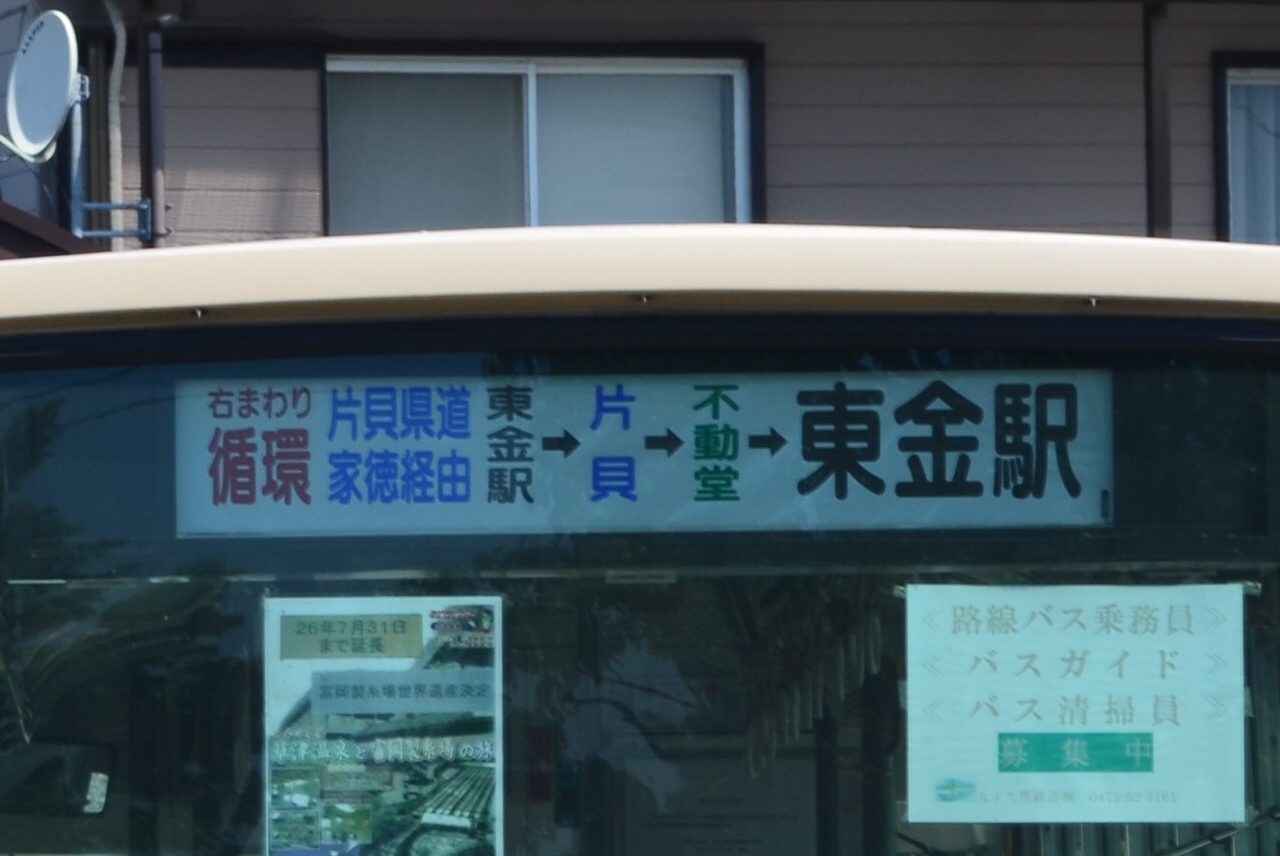 右まわり
循環
片貝県道
家徳経由
東金駅➡片貝➡不動堂➡東金駅
26年7月31日
まで延長
富岡製糸場世界遺産決定
草津温泉と富岡製糸場の旅
≪路線バス乗務員≫
≪バスガイド≫
≪バス清掃員≫
募集中
九十九里鐵道㈱ 0475-52-5161